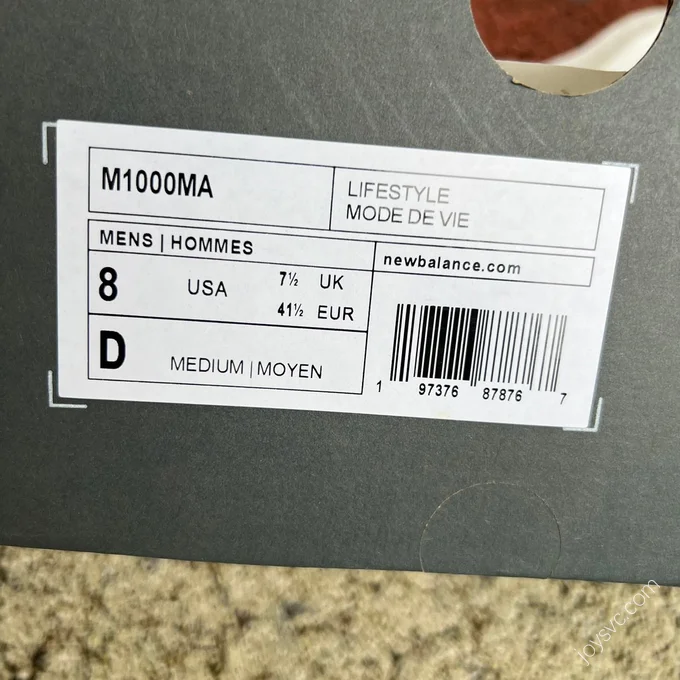 M1000MA
LIFESTYLE
MODE DE VIE
MENS | HOMMES
newbalance.com
8 USA 7½ UK
41½ EUR
D MEDIUM | MOYEN
1 97376 87876 7
joysvc.com